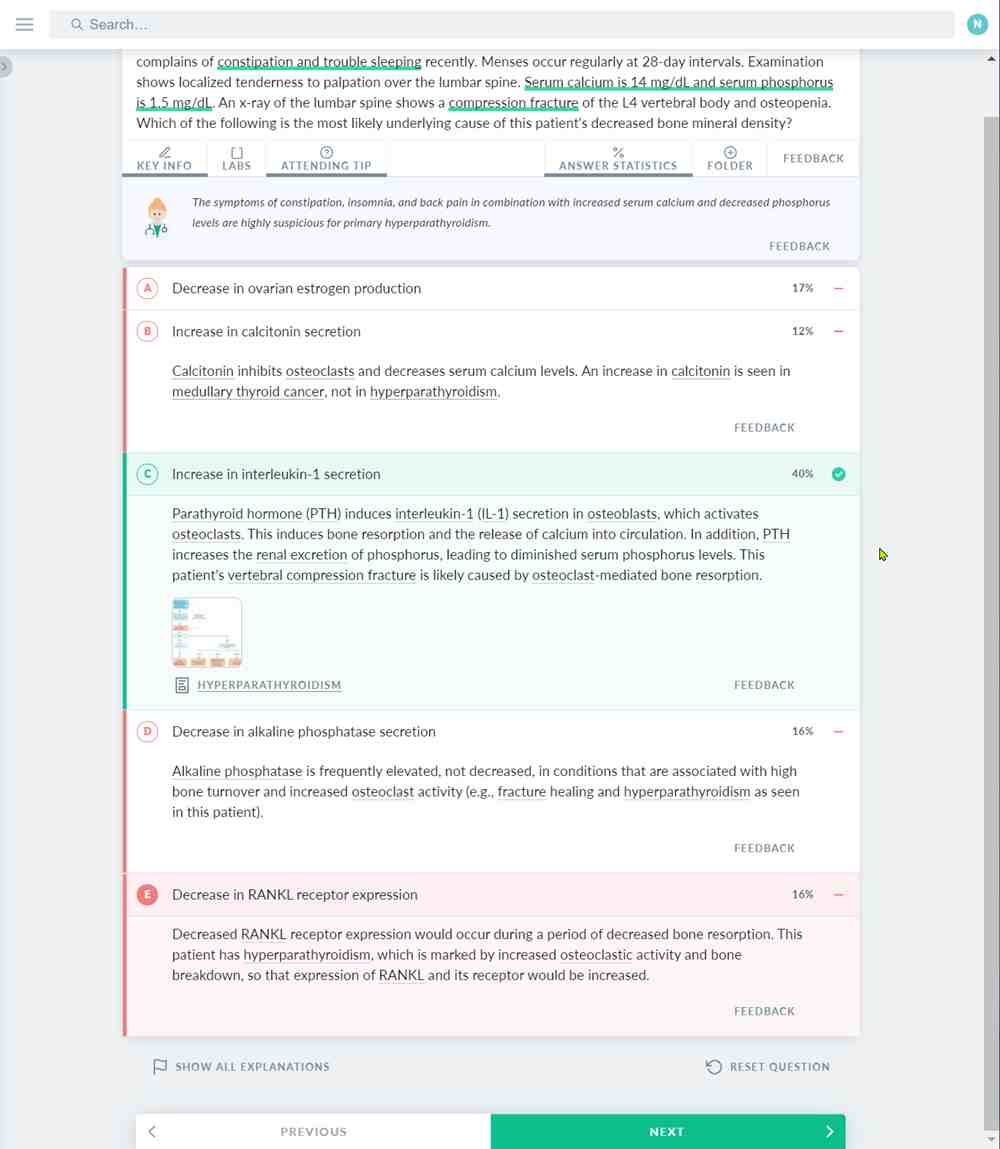 Search...
N
complains of constipation and trouble sleeping recently. Menses occur regularly at 28-day intervals. Examination
shows localized tenderness to palpation over the lumbar spine. Serum calcium is 14 mg/dL and serum phosphorus
is 1.5 mg/dL. An x-ray of the lumbar spine shows a compression fracture of the L4 vertebral body and osteopenia.
Which of the following is the most likely underlying cause of this patient's decreased bone mineral density?
KEY INFO LABS ATTENDING TIP ANSWER STATISTICS FOLDER FEEDBACK
The symptoms of constipation, insomnia, and back pain in combination with increased serum calcium and decreased phosphorus
levels are highly suspicious for primary hyperparathyroidism.
FEEDBACK
A Decrease in ovarian estrogen production 17%
B Increase in calcitonin secretion 12%
Calcitonin inhibits osteoclasts and decreases serum calcium levels. An increase in calcitonin is seen in
medullary thyroid cancer, not in hyperparathyroidism.
FEEDBACK
C Increase in interleukin-1 secretion 40%
Parathyroid hormone (PTH) induces interleukin-1 (IL-1) secretion in osteoblasts, which activates
osteoclasts. This induces bone resorption and the release of calcium into circulation. In addition, PTH
increases the renal excretion of phosphorus, leading to diminished serum phosphorus levels. This
patient's vertebral compression fracture is likely caused by osteoclast-mediated bone resorption.
HYPERPARATHYROIDISM FEEDBACK
D Decrease in alkaline phosphatase secretion 16%
Alkaline phosphatase is frequently elevated, not decreased, in conditions that are associated with high
bone turnover and increased osteoclast activity (e.g., fracture healing and hyperparathyroidism as seen
in this patient).
FEEDBACK
E Decrease in RANKL receptor expression 16%
Decreased RANKL receptor expression would occur during a period of decreased bone resorption. This
patient has hyperparathyroidism, which is marked by increased osteoclastic activity and bone
breakdown, so that expression of RANKL and its receptor would be increased.
FEEDBACK
SHOW ALL EXPLANATIONS RESET QUESTION
PREVIOUS NEXT